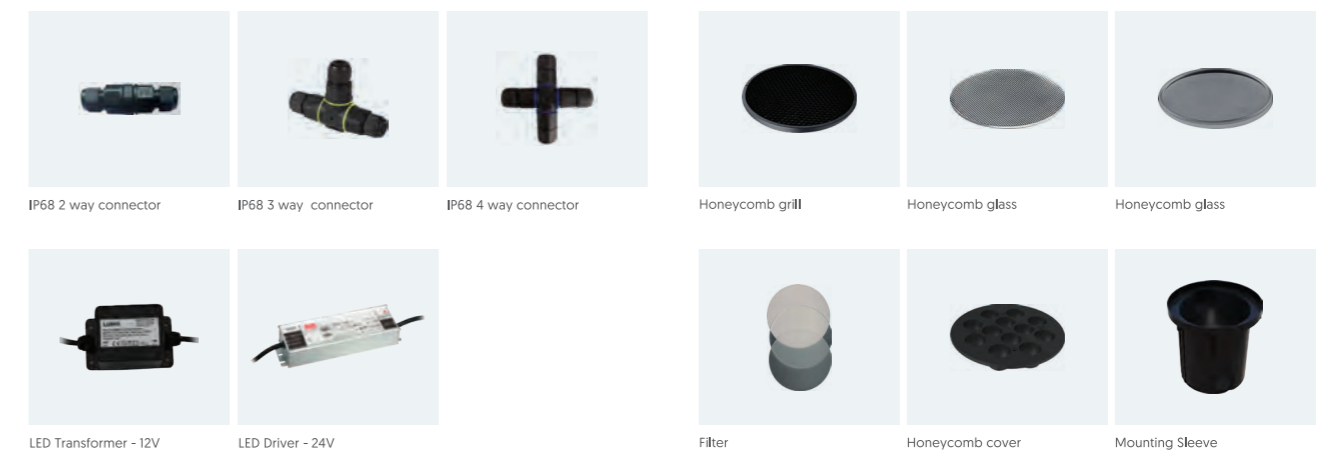 IP68 2 way connector
IP68 3 way connector
IP68 4 way connector
Honeycomb grill
Honeycomb glass
Honeycomb glass
LED Transformer - 12V
LED Driver - 24V
Filter
Honeycomb cover
Mounting Sleeve